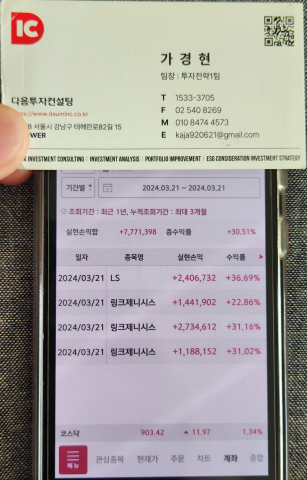 IC
가 경 현
팀장 | 투자전략1팀
다음투자컨설팅
https://www.dauminc.co.kr
서울시 강남구 테헤란로82길 15
T 1533-3705
F 02 540 8269
M 010 8474 4573
E kaja920621@gmail.com
INVESTMENT CONSULTING | INVESTMENT ANALYSIS | PORTFOLIO IMPROVEMENT | ESG CONSIDERATION INVESTMENT STRATEGY
기간별 2024.03.21 ~ 2024.03.21
조회기간 : 최근 1년, 누적조회기간 : 최대 3개월
실현손익합 +7,771,398 총수익률 +30.51%
일자 종목명 실현손익 수익률
2024/03/21 LS +2,406,732 +36.69%
2024/03/21 링크제니시스 +1,441,902 +22.86%
2024/03/21 링크제니시스 +2,734,612 +31.16%
2024/03/21 링크제니시스 +1,188,152 +31.02%
코스닥 903.42 ▲ 11.97 1.34%
메뉴 관심종목 현재가 주문 차트 계좌 종합